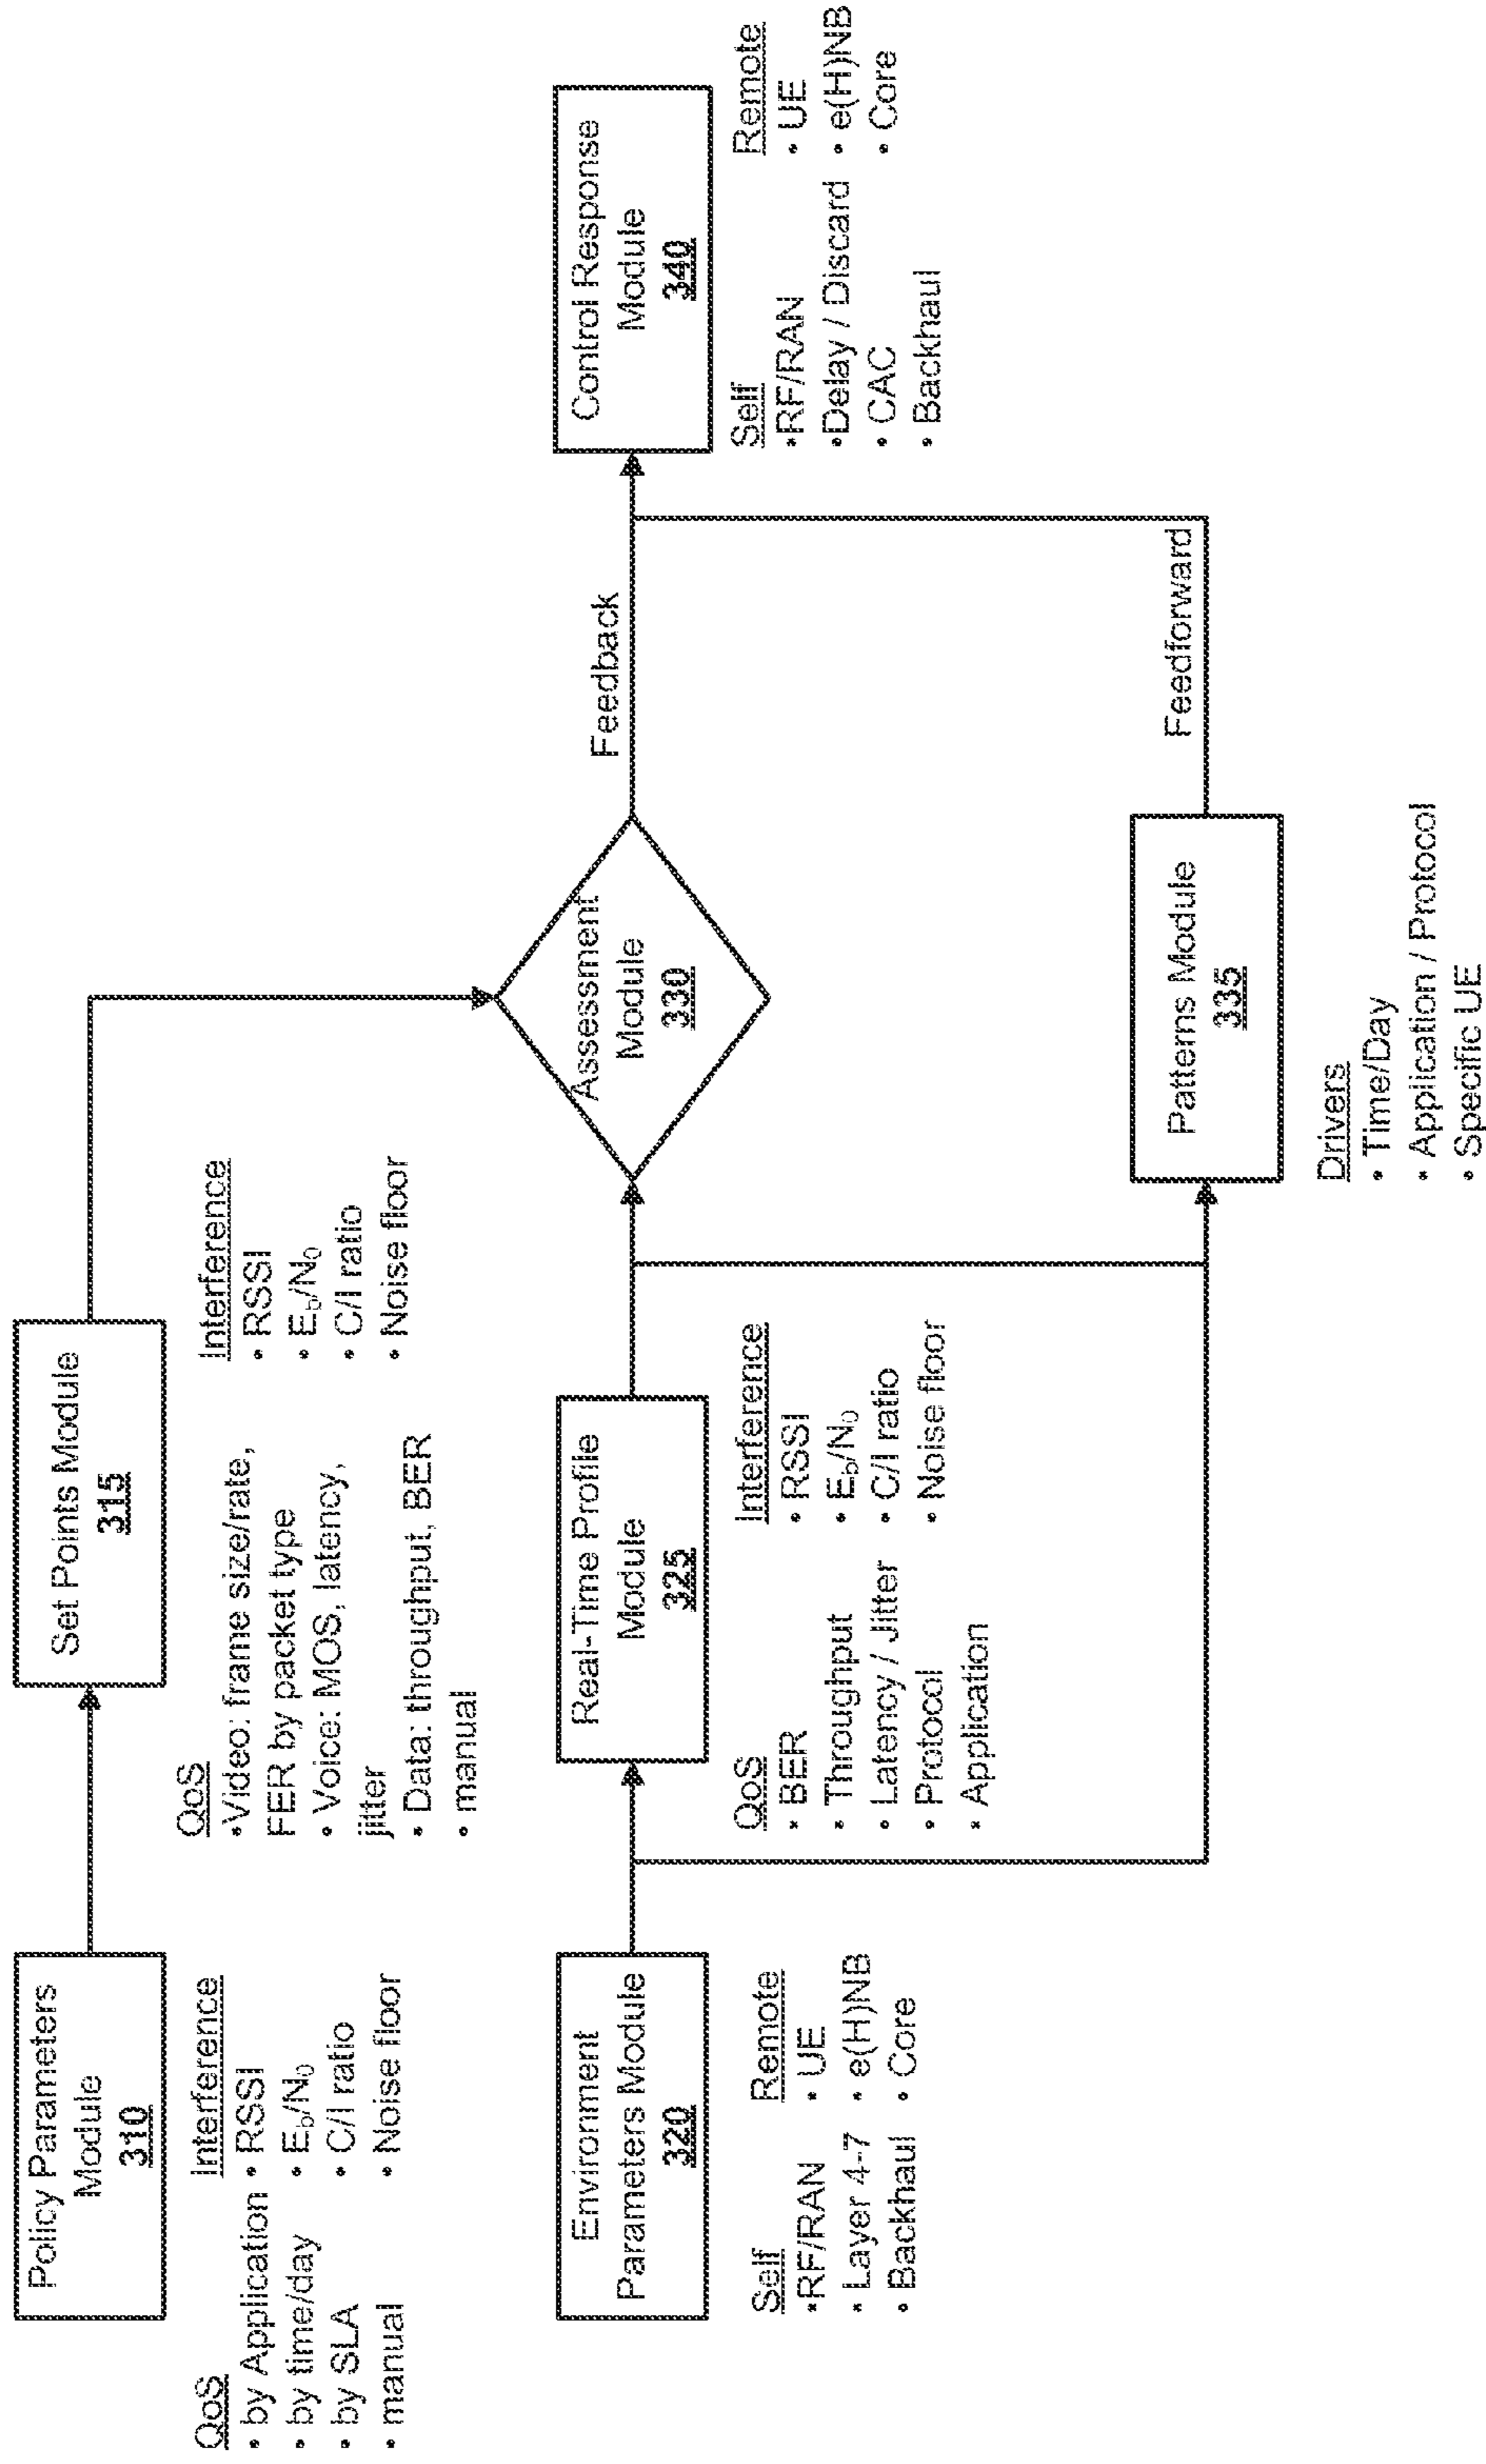 Policy Parameters
Module
310
QoS
• by Application
• by time/day
• by SLA
• manual
Interference
• RSSI
• Eb/N0
• C/I ratio
• Noise floor
Set Points Module
315
QoS
•Video: frame size/rate,
FER by packet type
• Voice: MOS, latency,
jitter
• Data: throughput, BER
• manual
Interference
• RSSI
• Eb/N0
• C/I ratio
• Noise floor
Environment
Parameters Module
320
Self
•RF/RAN
• Layer 4-7
• Backhaul
Remote
• UE
• e(H)NB
• Core
Real-Time Profile
Module
325
QoS
• BER
• Throughput
• Latency / Jitter
• Protocol
• Application
Interference
• RSSI
• Eb/N0
• C/I ratio
• Noise floor
Assessment
Module
330
Feedback
Control Response
Module
340
Self
•RF/RAN
•Delay / Discard
• CAC
• Backhaul
Remote
• UE
• e(H)NB
• Core
Patterns Module
335
Feedforward
Drivers
• Time/Day
• Application / Protocol
• Specific UE